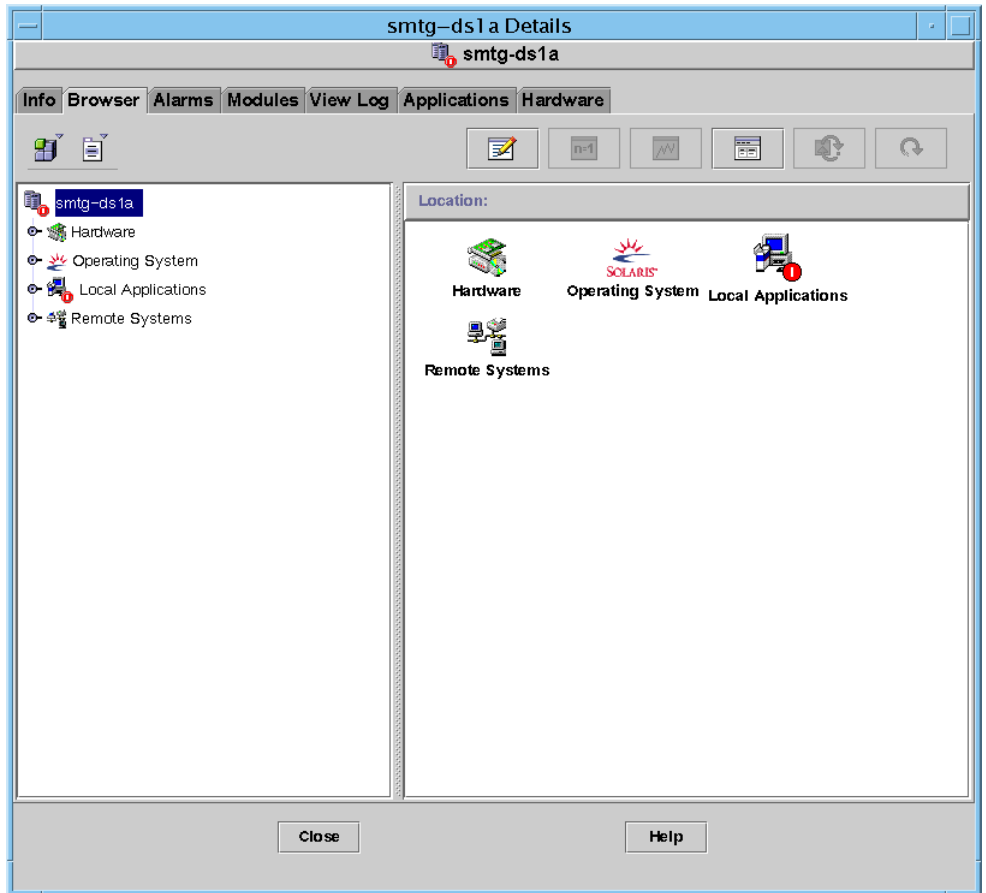 smtg-ds1a Details
smtg-ds1a
Info Browser Alarms Modules View Log Applications Hardware
n=1
smtg-ds1a
Hardware
Operating System
Local Applications
Remote Systems
Location:
Hardware
SOLARIS
Operating System
Local Applications
Remote Systems
Close Help